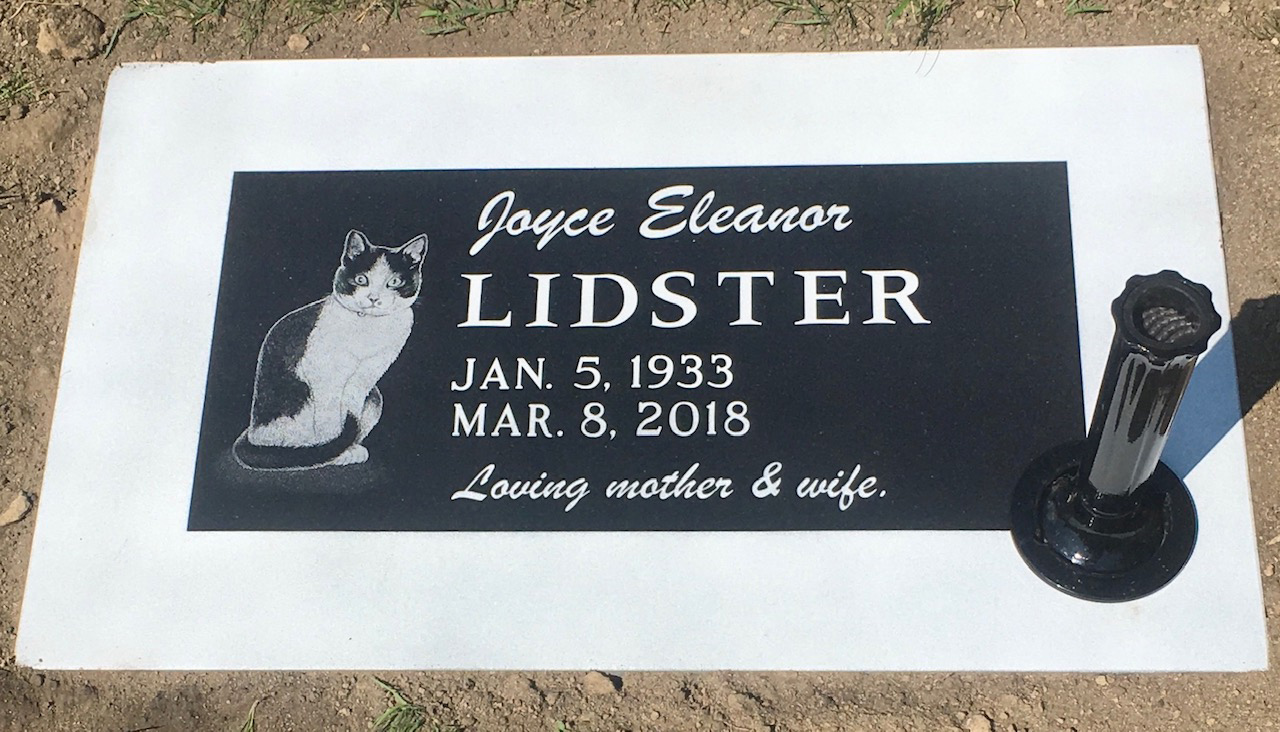 Joyce Eleanor
LIDSTER
JAN. 5, 1933
MAR. 8, 2018
Loving mother & wife.